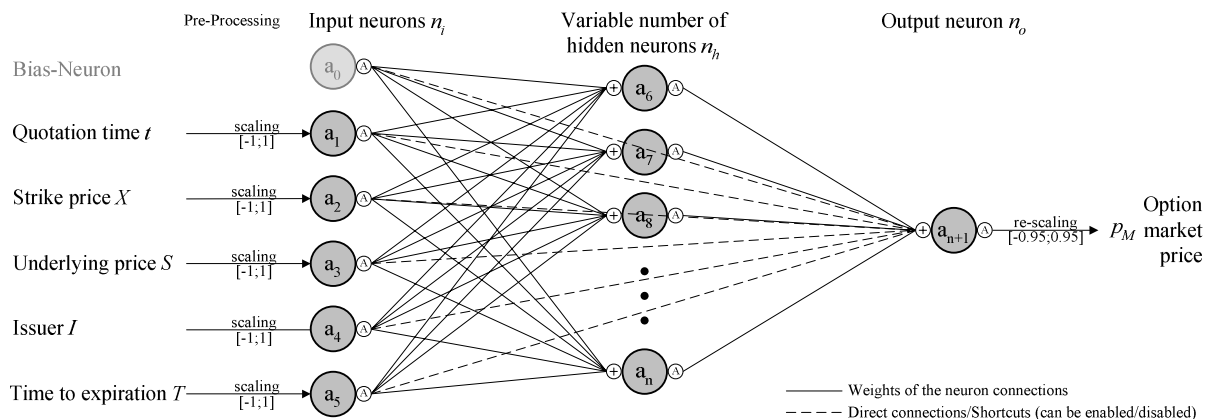 Pre-Processing
Input neurons n_i
Variable number of
hidden neurons n_h
Output neuron n_o
Bias-Neuron
a_0
A
Quotation time t
scaling
[-1;1]
a_1
A
Strike price X
scaling
[-1;1]
a_2
A
Underlying price S
scaling
[-1;1]
a_3
A
Issuer I
scaling
[-1;1]
a_4
A
Time to expiration T
scaling
[-1;1]
a_5
A
+
a_6
A
+
a_7
A
+
a_8
A
+
a_n
A
+
a_n+1
A
re-scaling
[-0.95;0.95]
p_M
Option
market
price
Weights of the neuron connections
Direct connections/Shortcuts (can be enabled/disabled)